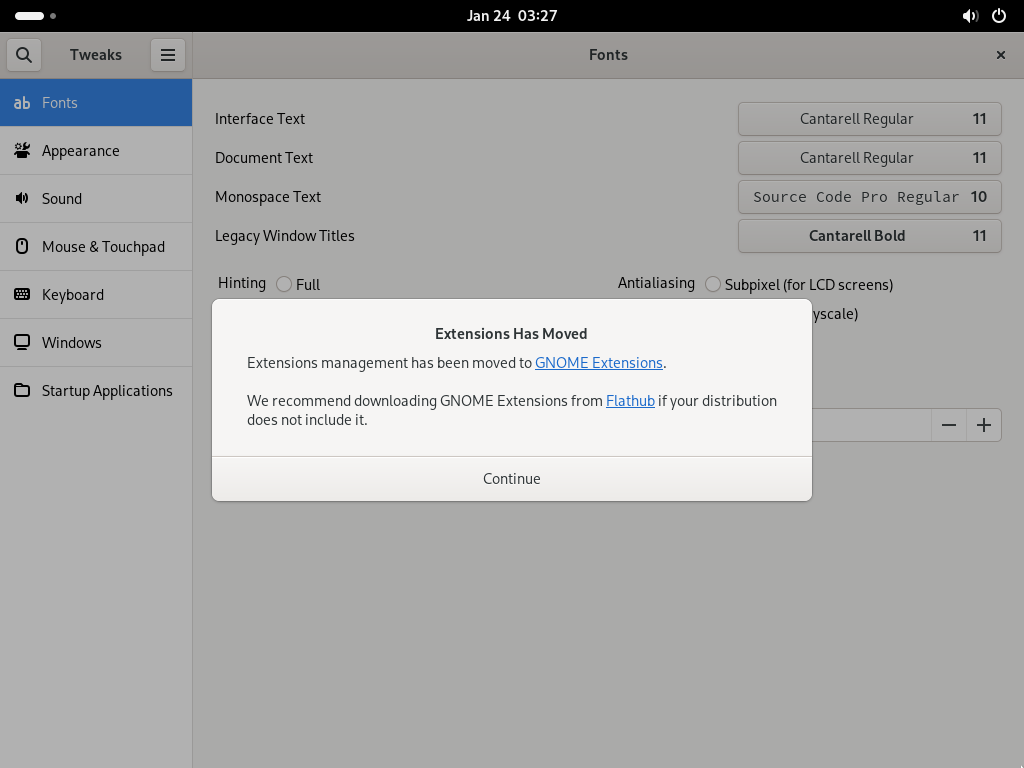 Jan 24 03:27
Tweaks
Fonts
ab Fonts
Appearance
Sound
Mouse & Touchpad
Keyboard
Windows
Startup Applications
Interface Text
Cantarell Regular 11
Document Text
Cantarell Regular 11
Monospace Text
Source Code Pro Regular 10
Legacy Window Titles
Cantarell Bold 11
Hinting Full
Antialiasing Subpixel (for LCD screens)
yscale)
Extensions Has Moved
Extensions management has been moved to GNOME Extensions.
We recommend downloading GNOME Extensions from Flathub if your distribution
does not include it.
Continue